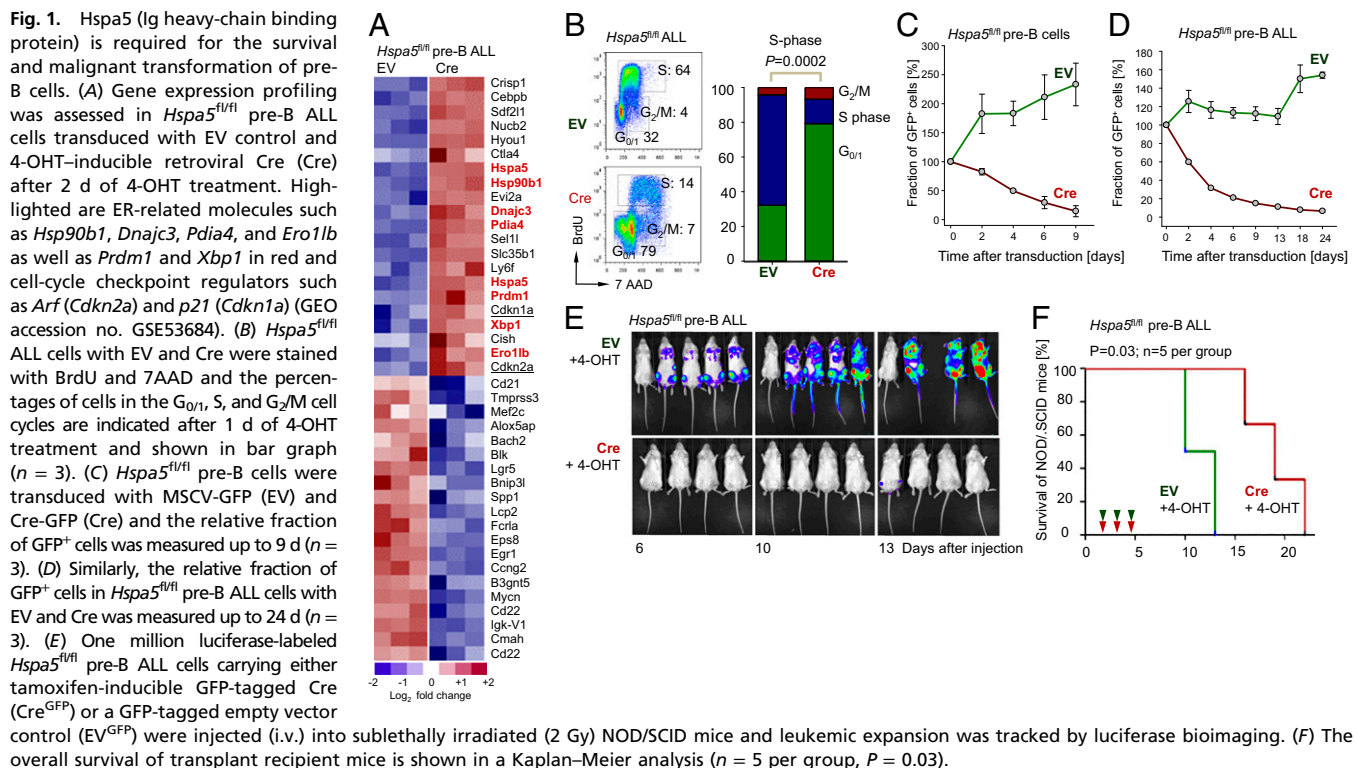 Fig. 1. Hspa5 (Ig heavy-chain binding
protein) is required for the survival
and malignant transformation of pre-
B cells. (A) Gene expression profiling
was assessed in Hspa5fl/fl pre-B ALL
cells transduced with EV control and
4-OHT–inducible retroviral Cre (Cre)
after 2 d of 4-OHT treatment. High-
lighted are ER-related molecules such
as Hsp90b1, Dnajc3, Pdia4, and Ero1lb
as well as Prdm1 and Xbp1 in red and
cell-cycle checkpoint regulators such
as Arf (Cdkn2a) and p21 (Cdkn1a) (GEO
accession no. GSE53684). (B) Hspa5fl/fl
ALL cells with EV and Cre were stained
with BrdU and 7AAD and the percen-
tages of cells in the G0/1, S, and G2/M cell
cycles are indicated after 1 d of 4-OHT
treatment and shown in bar graph
(n = 3). (C) Hspa5fl/fl pre-B cells were
transduced with MSCV-GFP (EV) and
Cre-GFP (Cre) and the relative fraction
of GFP+ cells was measured up to 9 d (n =
3). (D) Similarly, the relative fraction of
GFP+ cells in Hspa5fl/fl pre-B ALL cells with
EV and Cre was measured up to 24 d (n =
3). (E) One million luciferase-labeled
Hspa5fl/fl pre-B ALL cells carrying either
tamoxifen-inducible GFP-tagged Cre
(CreGFP) or a GFP-tagged empty vector
control (EVGFP) were injected (i.v.) into sublethally irradiated (2 Gy) NOD/SCID mice and leukemic expansion was tracked by luciferase bioimaging. (F) The
overall survival of transplant recipient mice is shown in a Kaplan–Meier analysis (n = 5 per group, P = 0.03).
A
Hspa5fl/fl pre-B ALL
EV Cre
Crisp1
Cebpb
Sdf2l1
Nucb2
Hyou1
Ctla4
Hspa5
Hsp90b1
Evi2a
Dnajc3
Pdia4
Sel1l
Slc35b1
Ly6f
Hspa5
Prdm1
Cdkn1a
Xbp1
Cish
Ero1lb
Cdkn2a
Cd21
Tmprss3
Mef2c
Alox5ap
Bach2
Blk
Lgr5
Bnip3l
Spp1
Lcp2
Fcrla
Eps8
Egr1
Ccng2
B3gnt5
Mycn
Cd22
Igk-V1
Cmah
Cd22
-2 -1 0 +1 +2
Log2 fold change
B
Hspa5fl/fl ALL
EV
S: 64
G2/M: 4
G0/1 32
Cre
S: 14
G2/M: 7
G0/1 79
BrdU
7 AAD
S-phase
P=0.0002
100
80
60
40
20
0
G2/M
S phase
G0/1
EV Cre
C
Hspa5fl/fl pre-B cells
Fraction of GFP+ cells [%]
300
250
200
150
100
50
0
EV
Cre
0 2 4 6 9
Time after transduction [days]
D
Hspa5fl/fl pre-B ALL
Fraction of GFP+ cells [%]
180
160
140
120
100
80
60
40
20
0
EV
Cre
0 2 4 6 9 13 18 24
Time after transduction [days]
E
Hspa5fl/fl pre-B ALL
EV
+4-OHT
Cre
+ 4-OHT
6 10 13 Days after injection
F
Hspa5fl/fl pre-B ALL
P=0.03; n=5 per group
Survival of NOD/.SCID mice [%]
100
80
60
40
20
0
EV
+4-OHT
Cre
+ 4-OHT
0 5 10 15 20